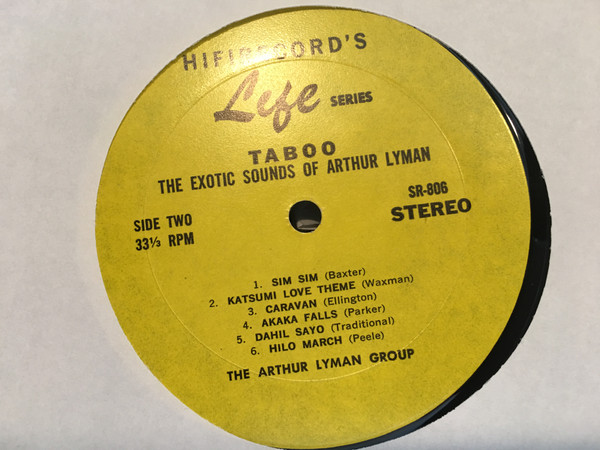 HIFIRECORD'S
Life SERIES
TABOO
THE EXOTIC SOUNDS OF ARTHUR LYMAN
SR-806
SIDE TWO STEREO
33⅓ RPM
1. SIM SIM (Baxter)
2. KATSUMI LOVE THEME (Waxman)
3. CARAVAN (Ellington)
4. AKAKA FALLS (Parker)
5. DAHIL SAYO (Traditional)
6. HILO MARCH (Peele)
THE ARTHUR LYMAN GROUP